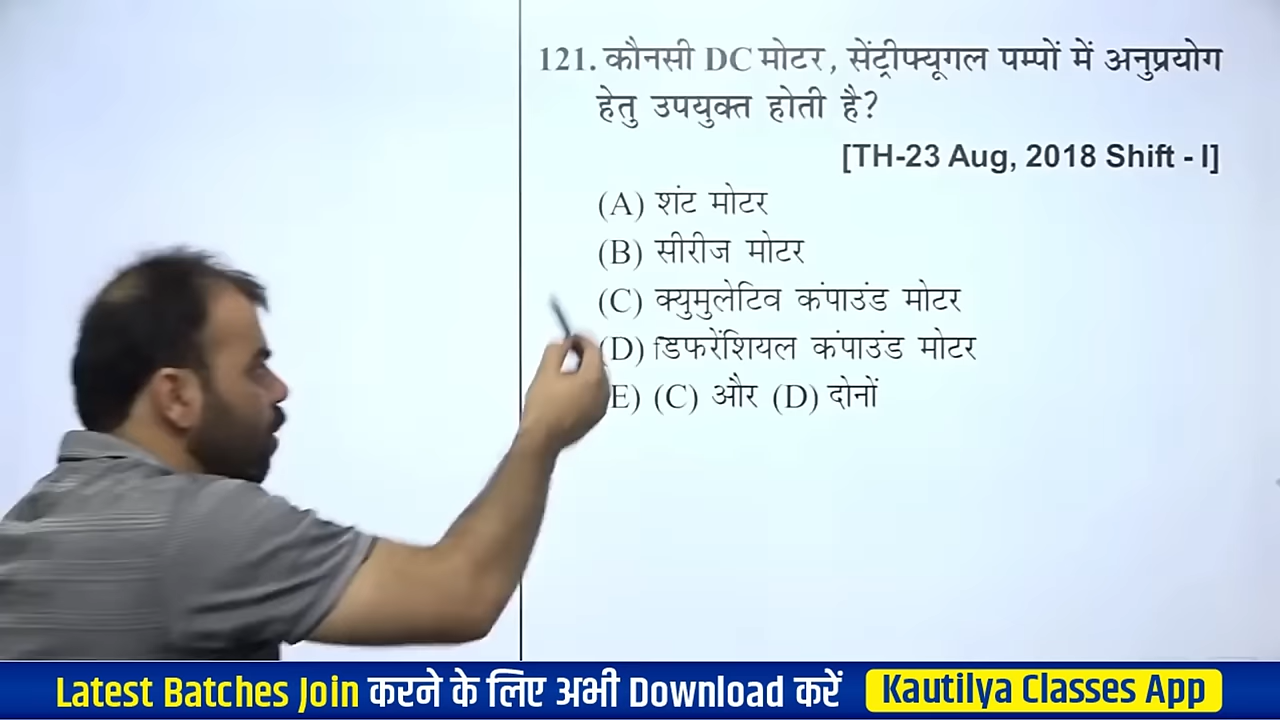 121. कौनसी DC मोटर, सेंट्रीफ्यूगल पम्पों में अनुप्रयोग
हेतु उपयुक्त होती है?
[TH-23 Aug, 2018 Shift - I]
(A) शंट मोटर
(B) सीरीज मोटर
(C) क्युमुलेटिव कंपाउंड मोटर
(D) डिफरेंशियल कंपाउंड मोटर
E) (C) और (D) दोनों
Latest Batches Join करने के लिए अभी Download करें Kautilya Classes App